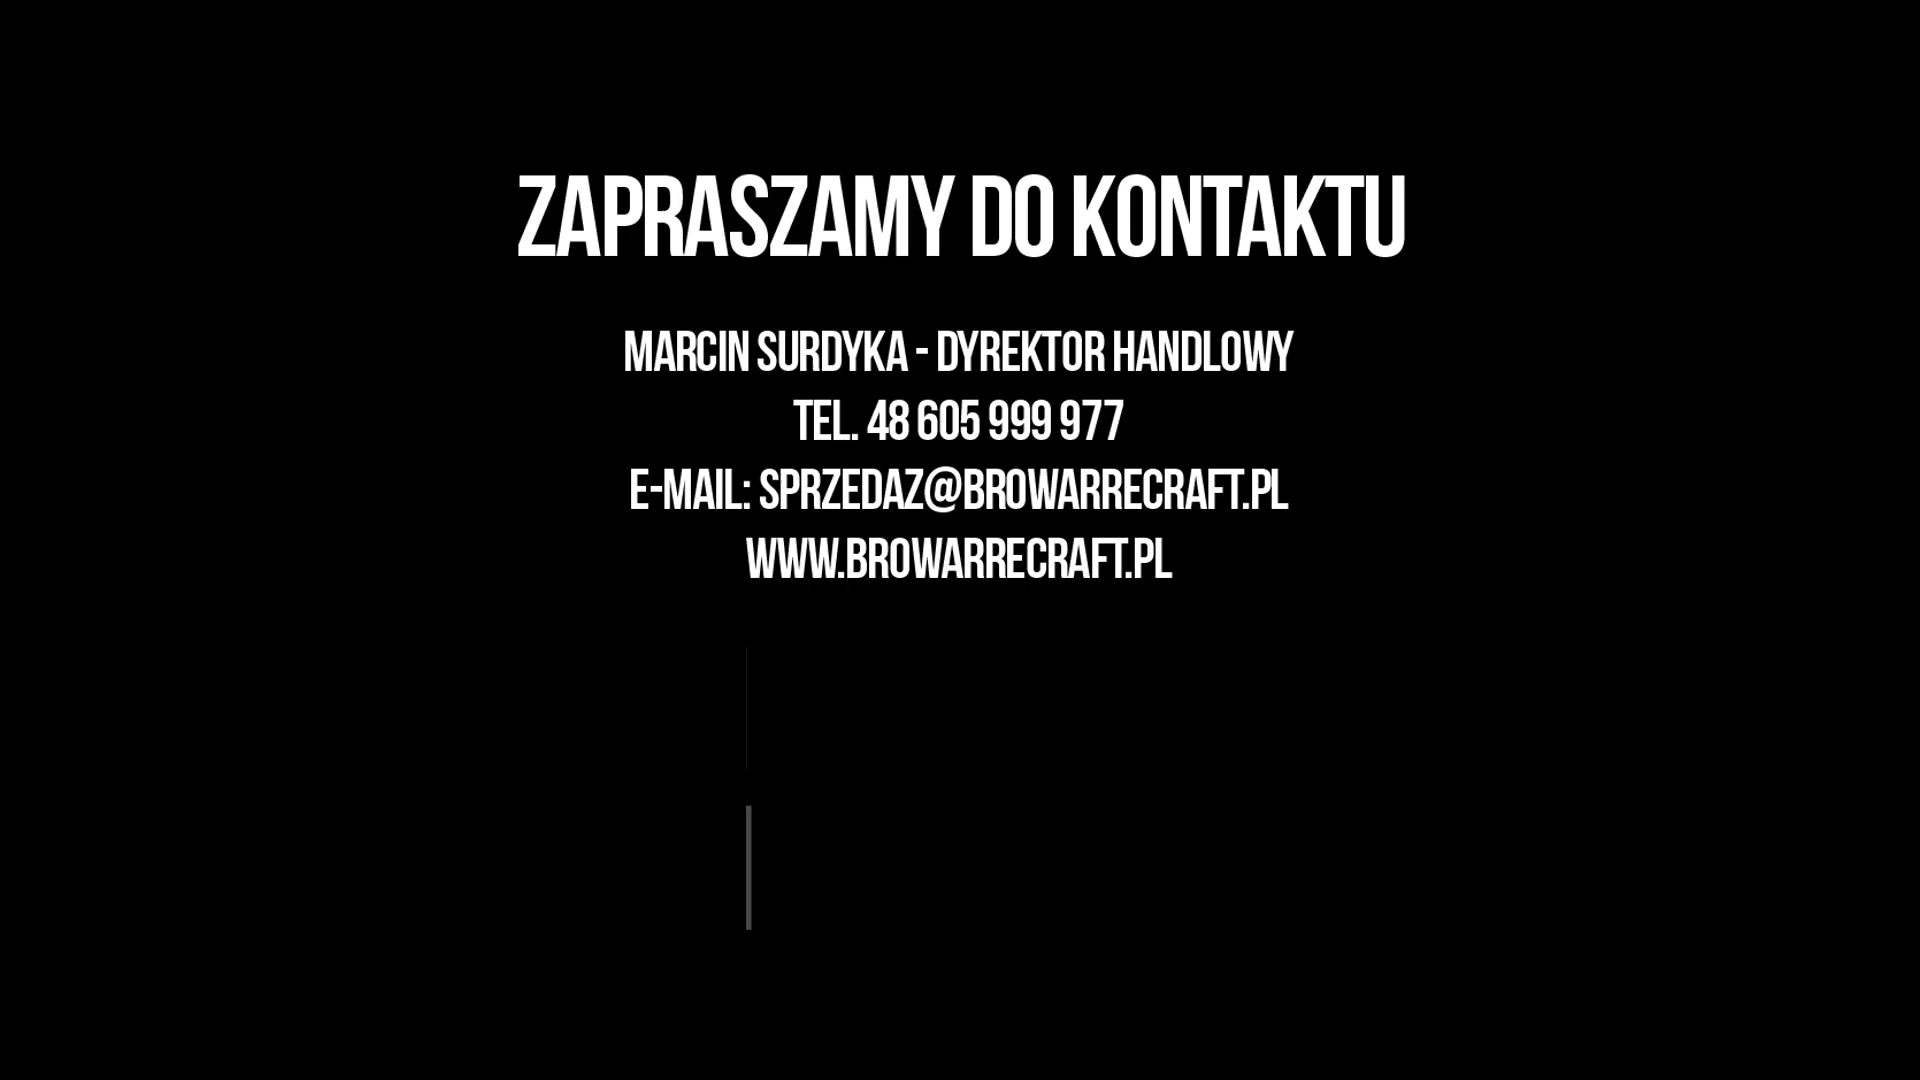 ZAPRASZAMY DO KONTAKTU
MARCIN SURDYKA - DYREKTOR HANDLOWY
TEL. 48 605 999 977
E-MAIL: SPRZEDAZ@BROWARRECRAFT.PL
WWW.BROWARRECRAFT.PL